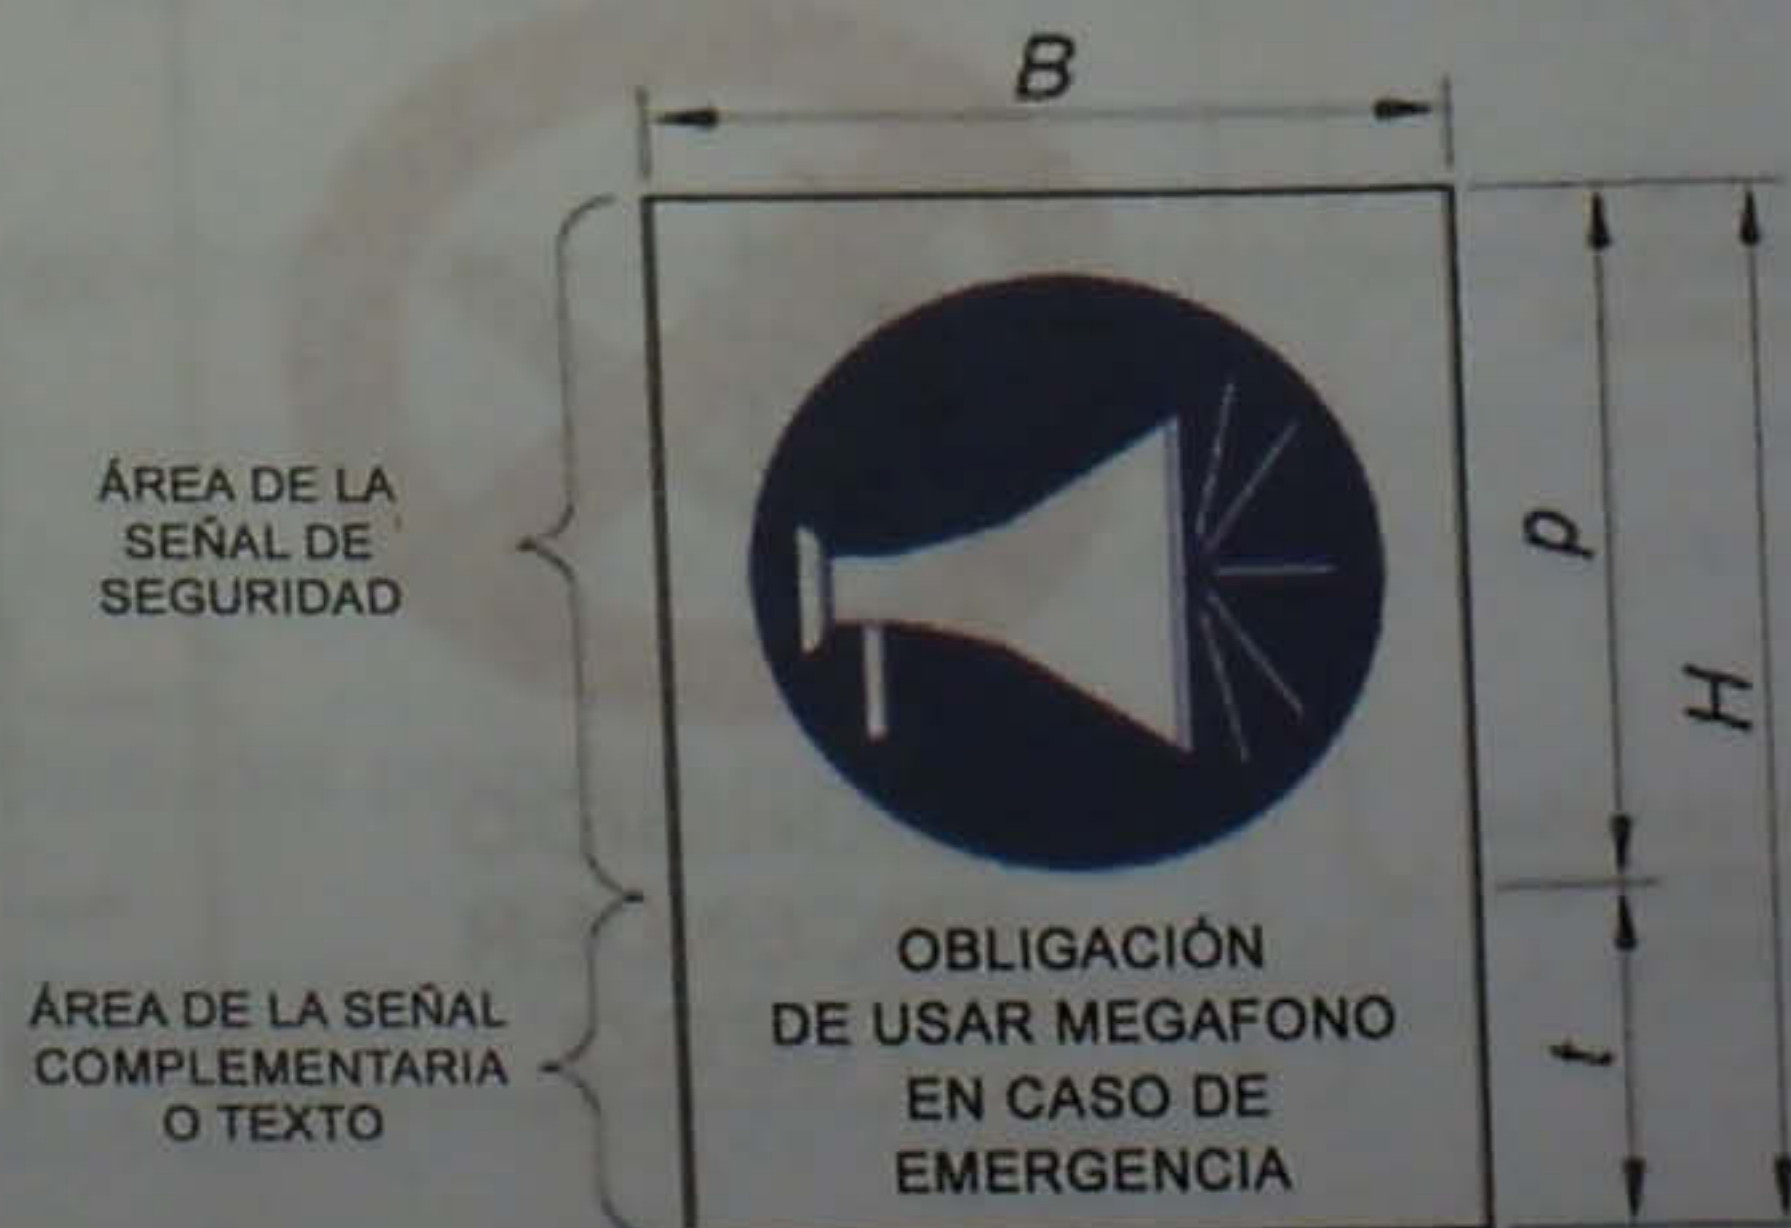 B
ÁREA DE LA
SEÑAL DE
SEGURIDAD
p
H
OBLIGACIÓN
DE USAR MEGAFONO
EN CASO DE
EMERGENCIA
ÁREA DE LA SEÑAL
COMPLEMENTARIA
O TEXTO
t